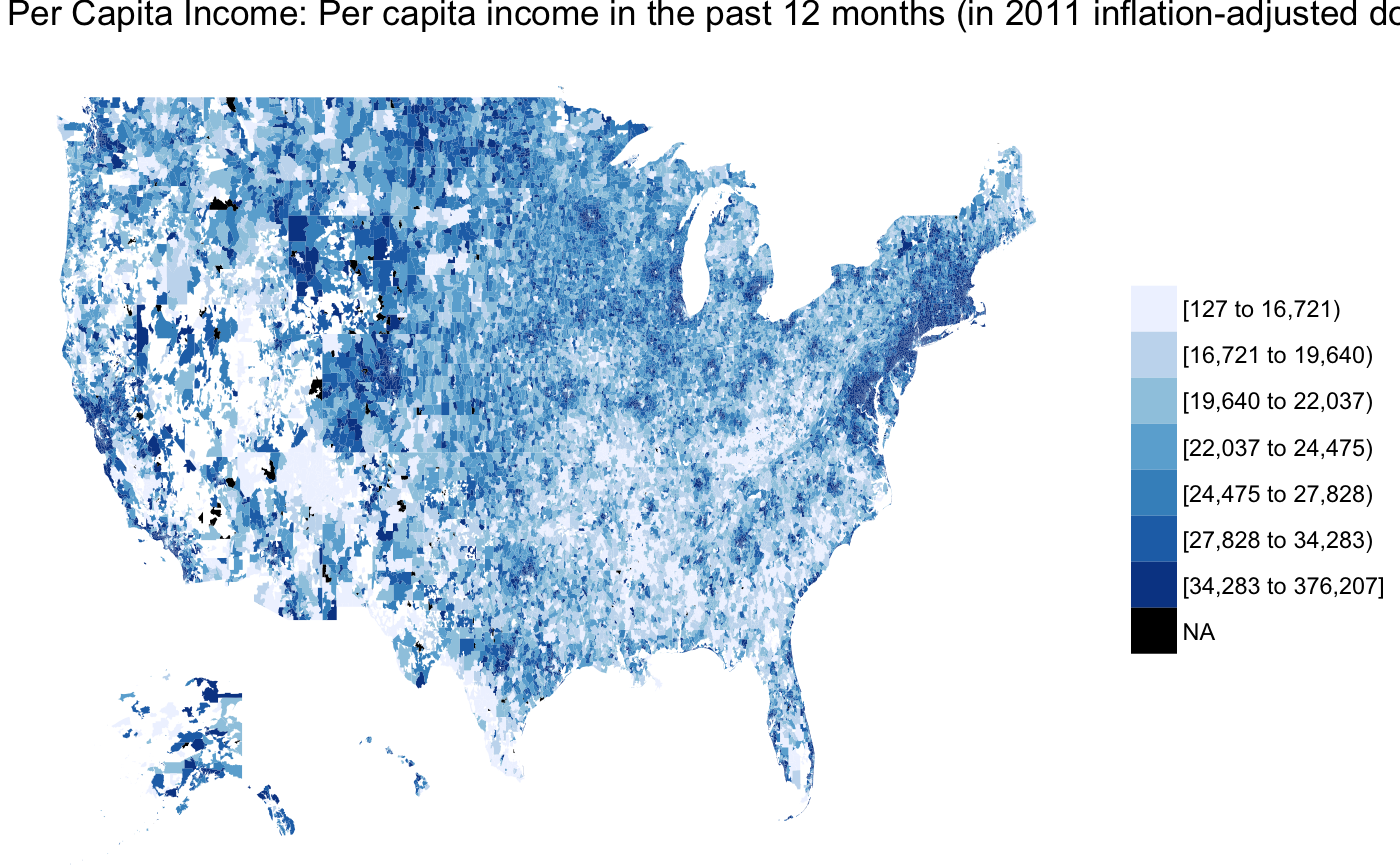 Per Capita Income: Per capita income in the past 12 months (in 2011 inflation-adjusted do
[127 to 16,721)
[16,721 to 19,640)
[19,640 to 22,037)
[22,037 to 24,475)
[24,475 to 27,828)
[27,828 to 34,283)
[34,283 to 376,207]
NA